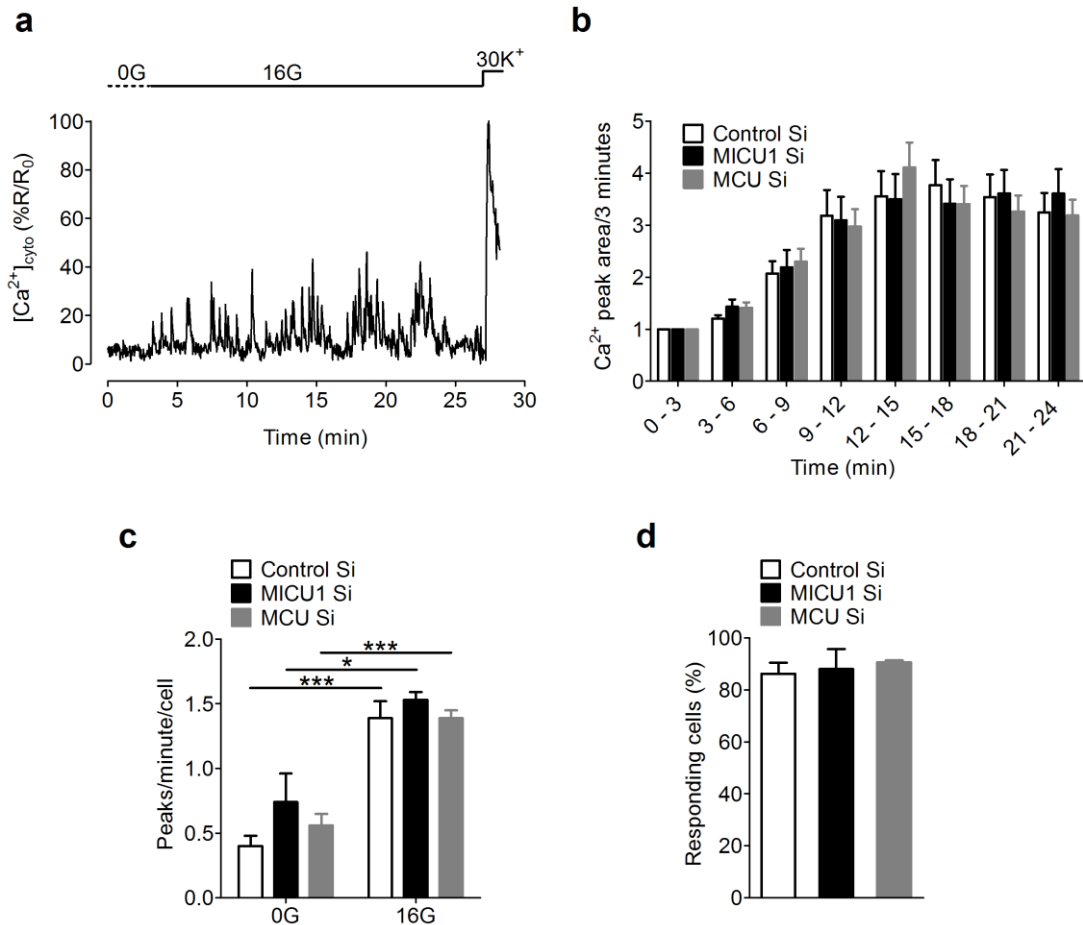 a
0G 16G 30K⁺
[Ca²⁺]cyto (%R/R₀)
100
80
60
40
20
0
0 5 10 15 20 25 30
Time (min)
b
Control Si
MICU1 Si
MCU Si
Ca²⁺ peak area/3 minutes
5
4
3
2
1
0
0 - 3 3 - 6 6 - 9 9 - 12 12 - 15 15 - 18 18 - 21 21 - 24
Time (min)
c
Control Si
MICU1 Si
MCU Si
Peaks/minute/cell
2.0
1.5
1.0
0.5
0.0
***
*
***
0G 16G
d
Control Si
MICU1 Si
MCU Si
Responding cells (%)
100
80
60
40
20
0